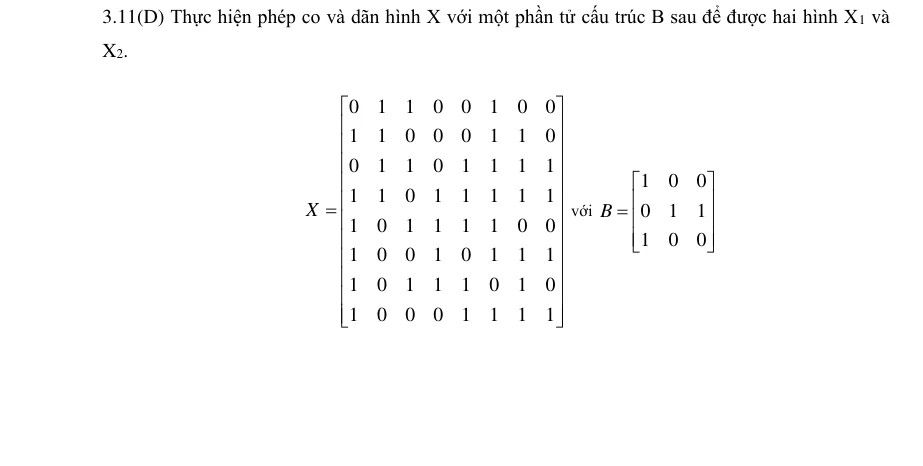 3.11(D) Thực hiện phép co và dãn hình X với một phần tử cấu trúc B sau để được hai hình X₁ và
X₂.
X = [0 1 1 0 0 1 0 0
1 1 0 0 0 1 1 0
0 1 1 0 1 1 1 1
1 1 0 1 1 1 1 1
1 0 1 1 1 1 0 0
1 0 0 1 0 1 1 1
1 0 1 1 1 0 1 0
1 0 0 0 1 1 1 1]
với B = [1 0 0
0 1 1
1 0 0]